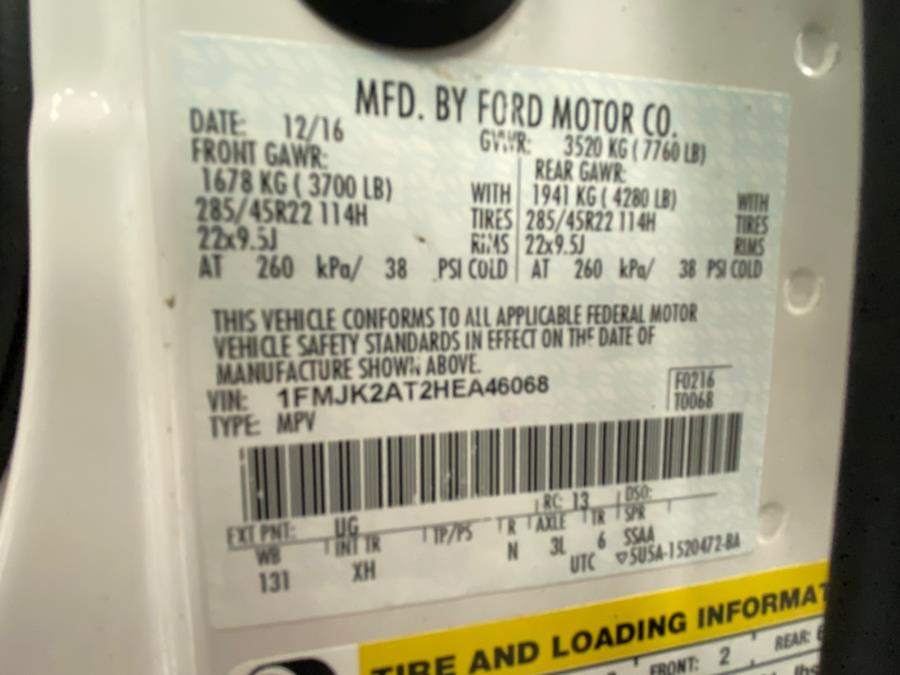 MFD. BY FORD MOTOR CO.
DATE: 12/16 GVWR: 3520 KG ( 7760 LB)
FRONT GAWR: REAR GAWR:
1678 KG ( 3700 LB) WITH 1941 KG ( 4280 LB) WITH
285/45R22 114H TIRES 285/45R22 114H TIRES
22x9.5J RIMS 22x9.5J RIMS
AT 260 kPa/ 38 PSI COLD AT 260 kPa/ 38 PSI COLD
THIS VEHICLE CONFORMS TO ALL APPLICABLE FEDERAL MOTOR
VEHICLE SAFETY STANDARDS IN EFFECT ON THE DATE OF
MANUFACTURE SHOWN ABOVE.
VIN: 1FMJK2AT2HEA46068 F0216
TYPE: MPV T0068
EXT PNT: UG RC: 13 DSO:
WB INT TR TP/PS R AXLE TR SPR
131 XH N 3L 6 SSAA
UTC ▽5U5A-1520472-BA
TIRE AND LOADING INFORMAT
FRONT: 2 REAR:
lbs